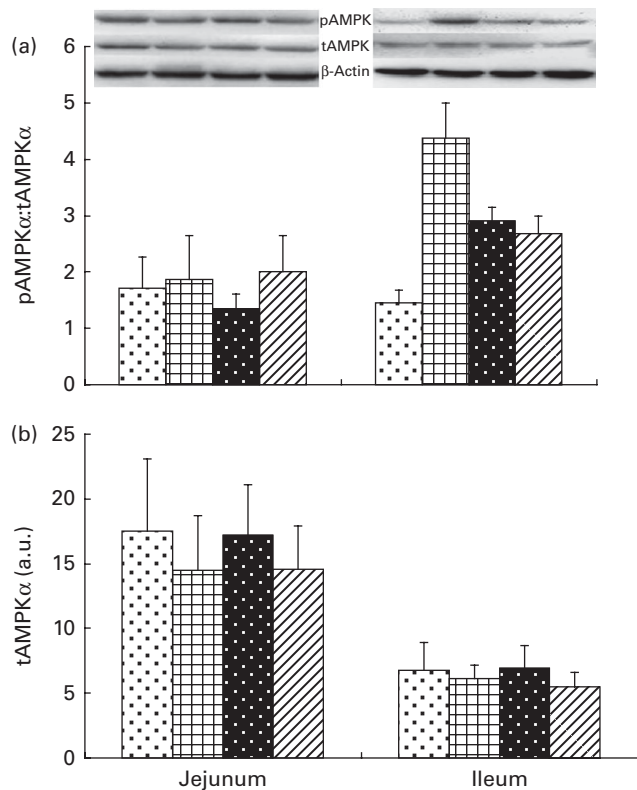 pAMPK
(a)
tAMPK
β-Actin
6
5
4
3
2
1
0
pAMPKα:tAMPKα
(b)
25
20
15
10
5
0
tAMPKα (a.u.)
Jejunum
Ileum